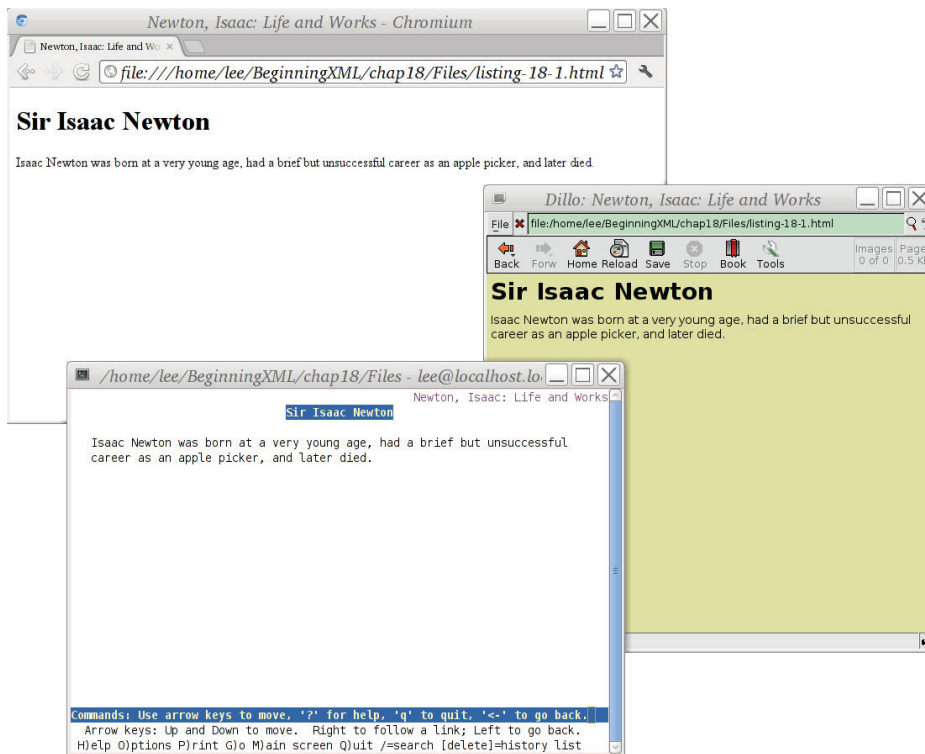 Newton, Isaac: Life and Works - Chromium
Newton, Isaac: Life and Wo
file:///home/lee/BeginningXML/chap18/Files/listing-18-1.html
Sir Isaac Newton
Isaac Newton was born at a very young age, had a brief but unsuccessful career as an apple picker, and later died.
Dillo: Newton, Isaac: Life and Works
File file:/home/lee/BeginningXML/chap18/Files/listing-18-1.html
Images Page
Back Forw Home Reload Save Stop Book Tools 0 of 0 0.5
Sir Isaac Newton
Isaac Newton was born at a very young age, had a brief but unsuccessful
career as an apple picker, and later died.
/home/lee/BeginningXML/chap18/Files - lee@localhost.lo
Newton, Isaac: Life and Works
Sir Isaac Newton
Isaac Newton was born at a very young age, had a brief but unsuccessful
career as an apple picker, and later died.
Commands: Use arrow keys to move, '?' for help, 'q' to quit, '<-' to go back.
Arrow keys: Up and Down to move. Right to follow a link; Left to go back.
H)elp O)ptions P)rint G)o M)ain screen Q)uit /=search [delete]=history list